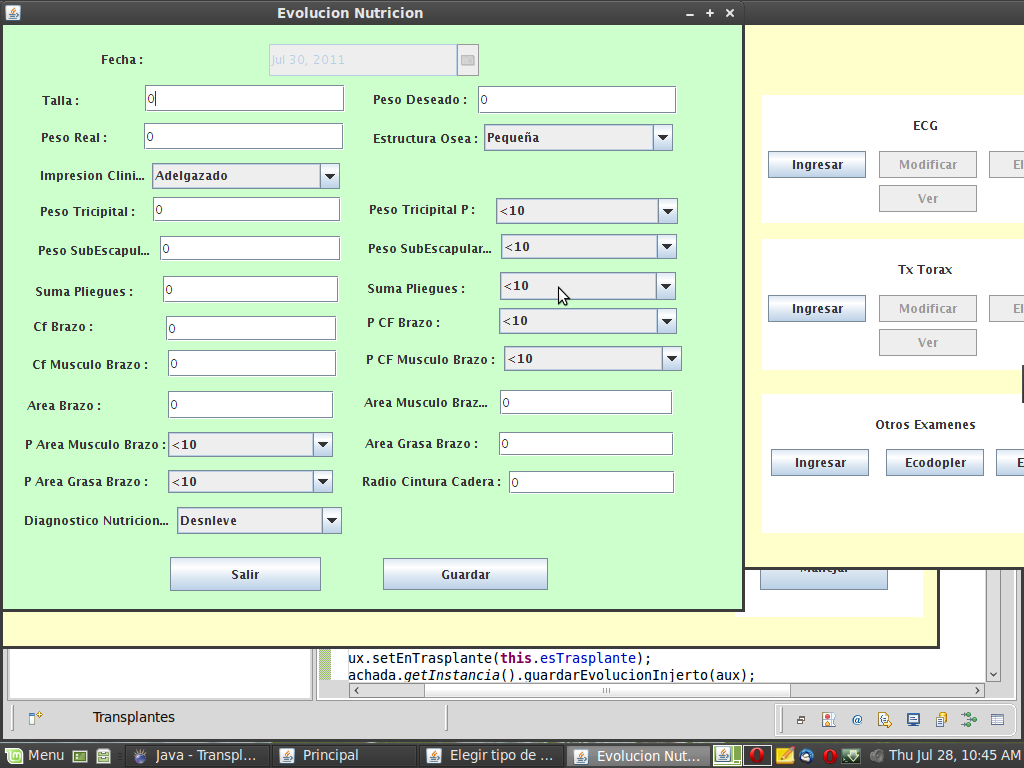 Evolucion Nutricion
Fecha :
jul 30, 2011
Talla :
0
Peso Deseado :
0
Peso Real :
0
Estructura Osea :
Pequeña
Impresion Clini...
Adelgazado
Peso Tricipital :
0
Peso Tricipital P :
<10
Peso SubEscapul...
0
Peso SubEscapular...
<10
Suma Pliegues :
0
Suma Pliegues :
<10
Cf Brazo :
0
P CF Brazo :
<10
Cf Musculo Brazo :
0
P CF Musculo Brazo :
<10
Area Brazo :
0
Area Musculo Braz...
0
P Area Musculo Brazo :
<10
Area Grasa Brazo :
0
P Area Grasa Brazo :
<10
Radio Cintura Cadera :
0
Diagnostico Nutricion...
Desnleve
Salir
Guardar
ECG
Ingresar
Modificar
El
Ver
Tx Torax
Ingresar
Modificar
El
Ver
Otros Examenes
Ingresar
Ecodopler
E
Manejar
ux.setEnTrasplante(this.esTrasplante);
achada.getInstancia().guardarEvolucionInjerto(aux);
Transplantes
Menu
Java - Transpl...
Principal
Elegir tipo de ...
Evolucion Nut...
Thu Jul 28, 10:45 AM